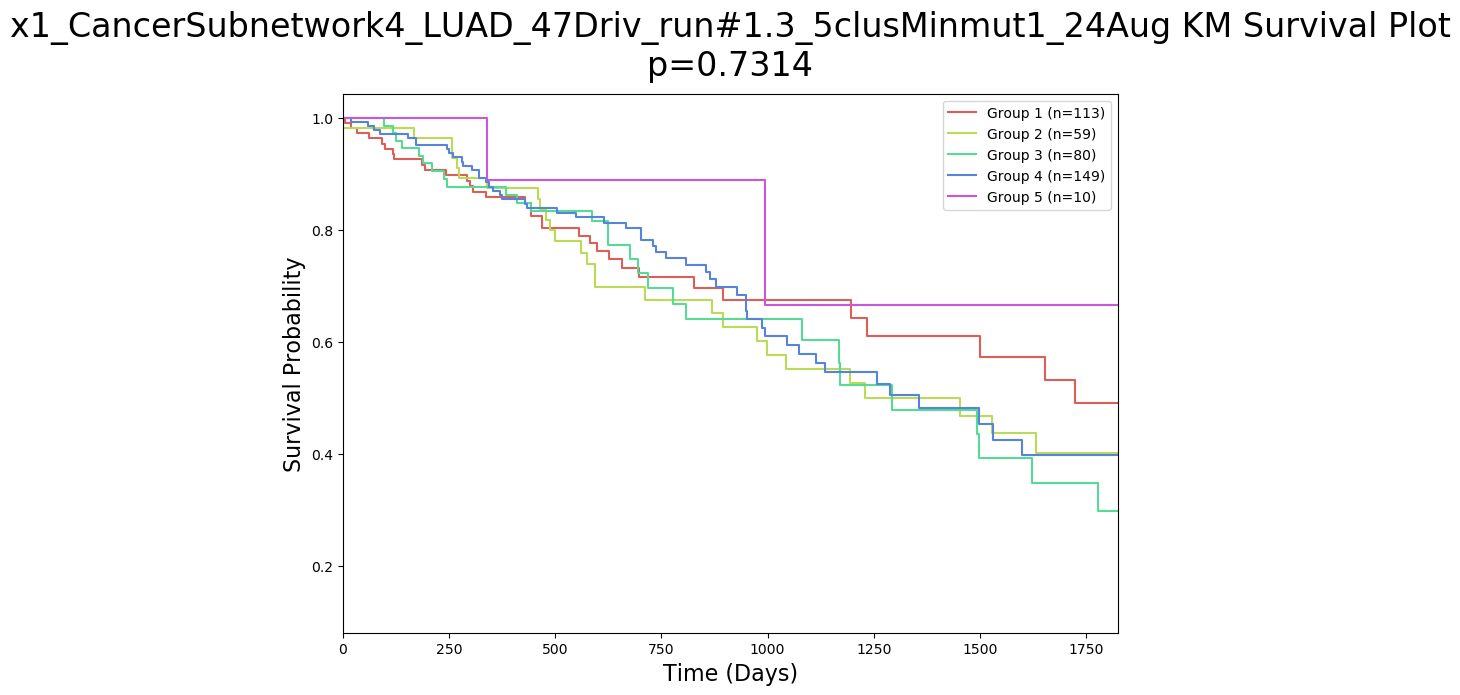 x1_CancerSubnetwork4_LUAD_47Driv_run#1.3_5clusMinmut1_24Aug KM Survival Plot
p=0.7314
Group 1 (n=113)
Group 2 (n=59)
Group 3 (n=80)
Group 4 (n=149)
Group 5 (n=10)
Survival Probability
1.0
0.8
0.6
0.4
0.2
0 250 500 750 1000 1250 1500 1750
Time (Days)